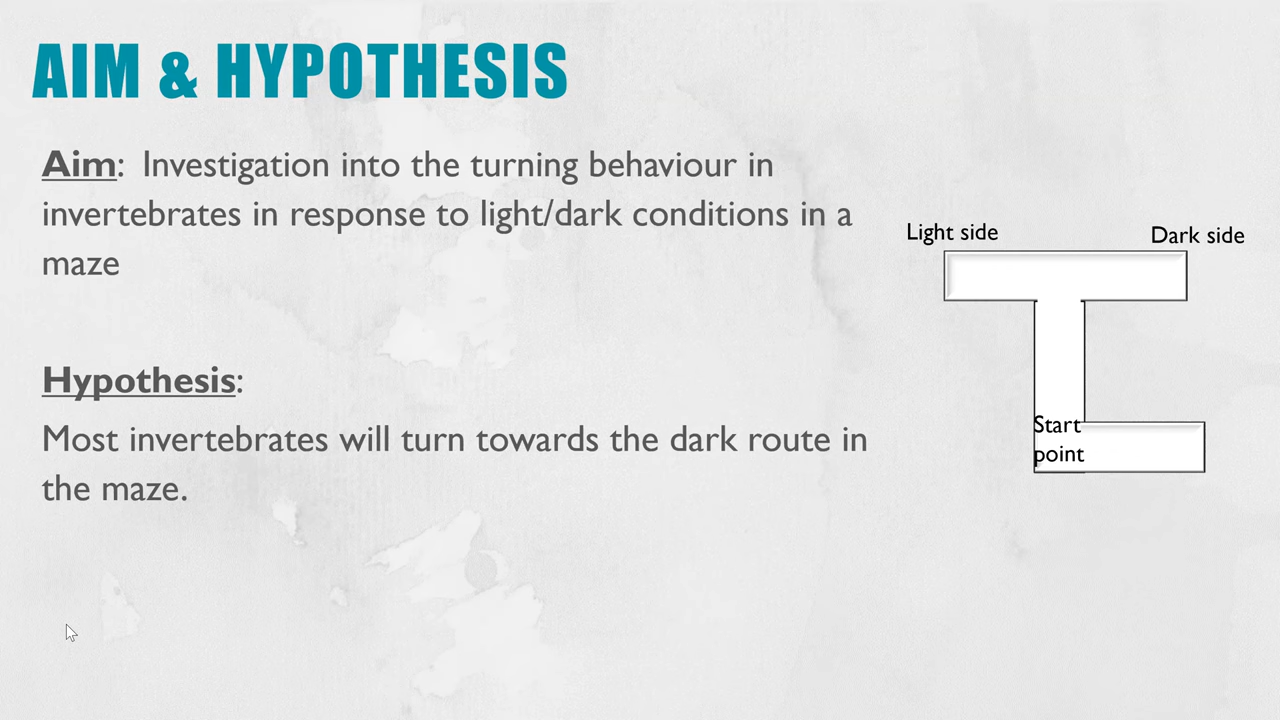 AIM & HYPOTHESIS
Aim: Investigation into the turning behaviour in
invertebrates in response to light/dark conditions in a
maze
Hypothesis:
Most invertebrates will turn towards the dark route in
the maze.
Light side
Dark side
Start
point